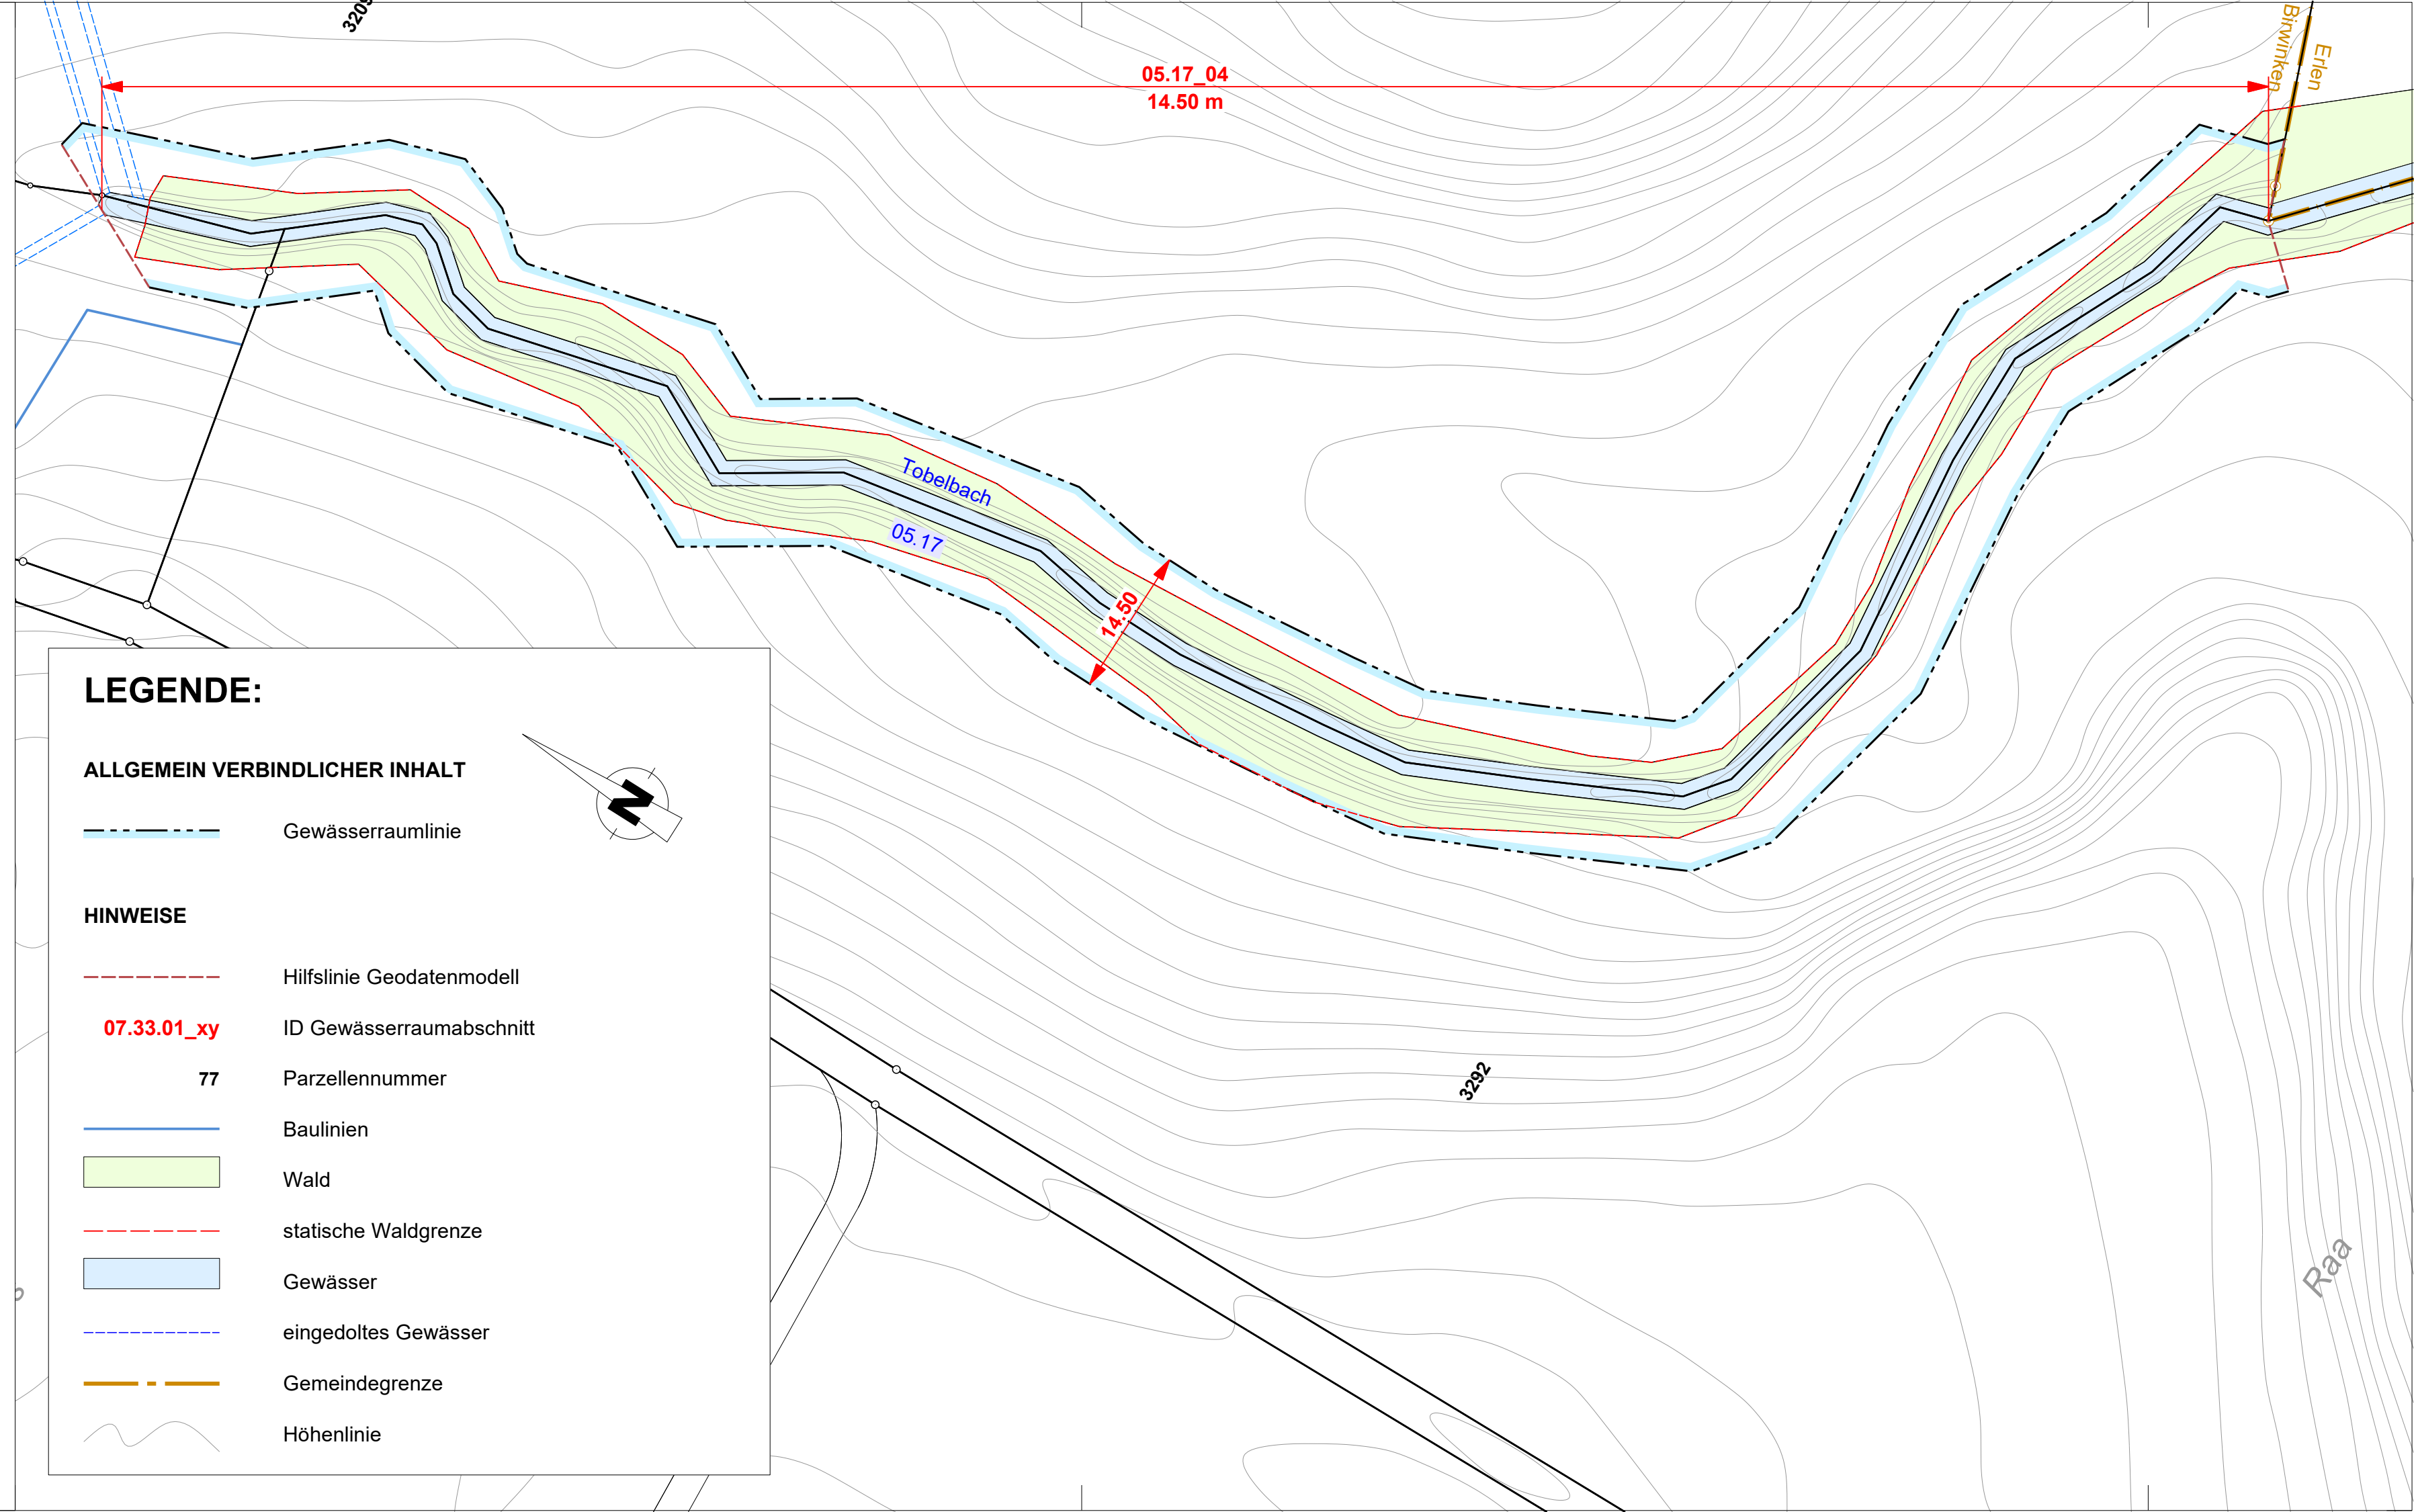 3209
05.17_04
14.50 m
Birwinken
Erlen
Tobelbach
05.17
14.50
LEGENDE:
ALLGEMEIN VERBINDLICHER INHALT
Gewässerraumlinie
N
HINWEISE
Hilfslinie Geodatenmodell
07.33.01_xy ID Gewässerraumabschnitt
77 Parzellennummer
Baulinien
Wald
statische Waldgrenze
Gewässer
eingedoltes Gewässer
Gemeindegrenze
Höhenlinie
3292
Raa